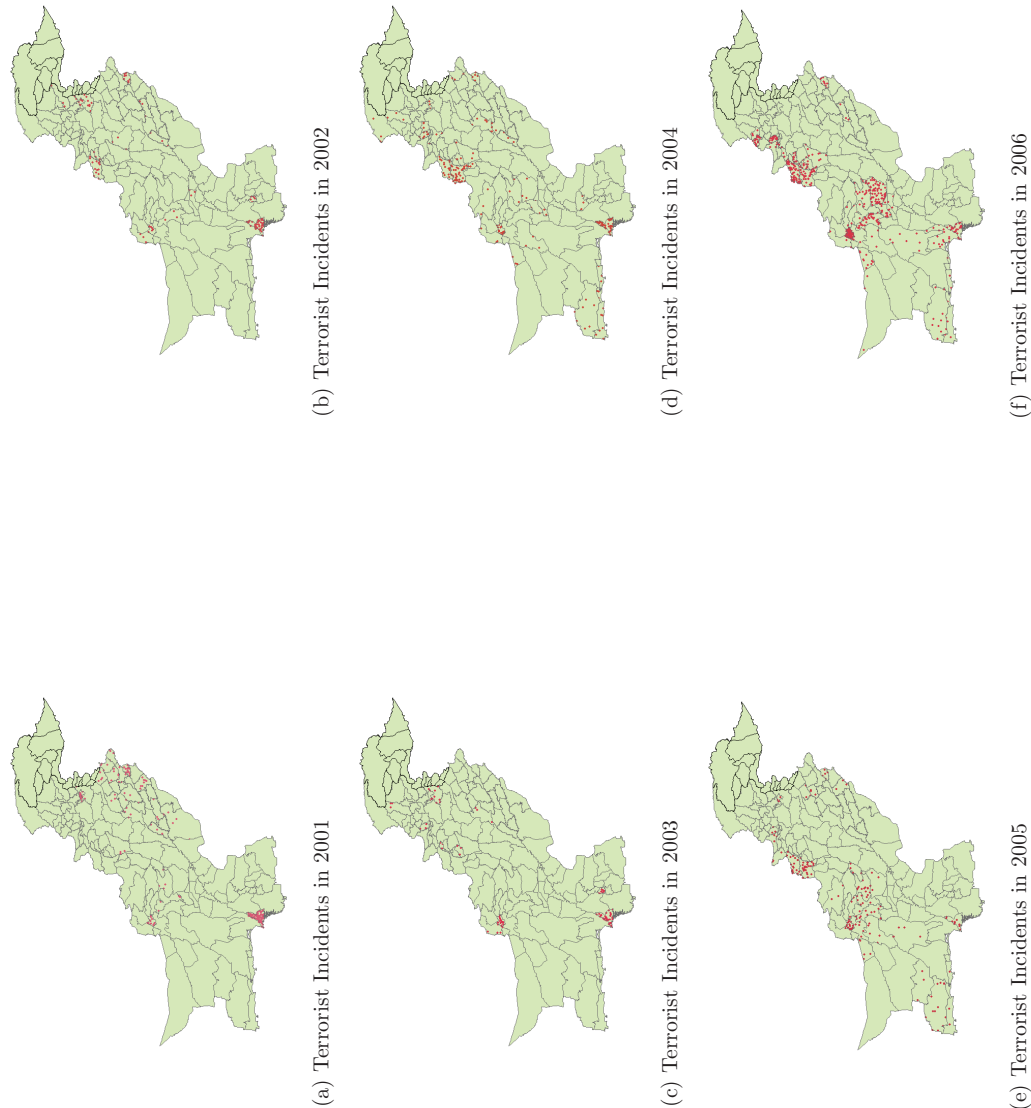 (a) Terrorist Incidents in 2001
(b) Terrorist Incidents in 2002
(c) Terrorist Incidents in 2003
(d) Terrorist Incidents in 2004
(e) Terrorist Incidents in 2005
(f) Terrorist Incidents in 2006